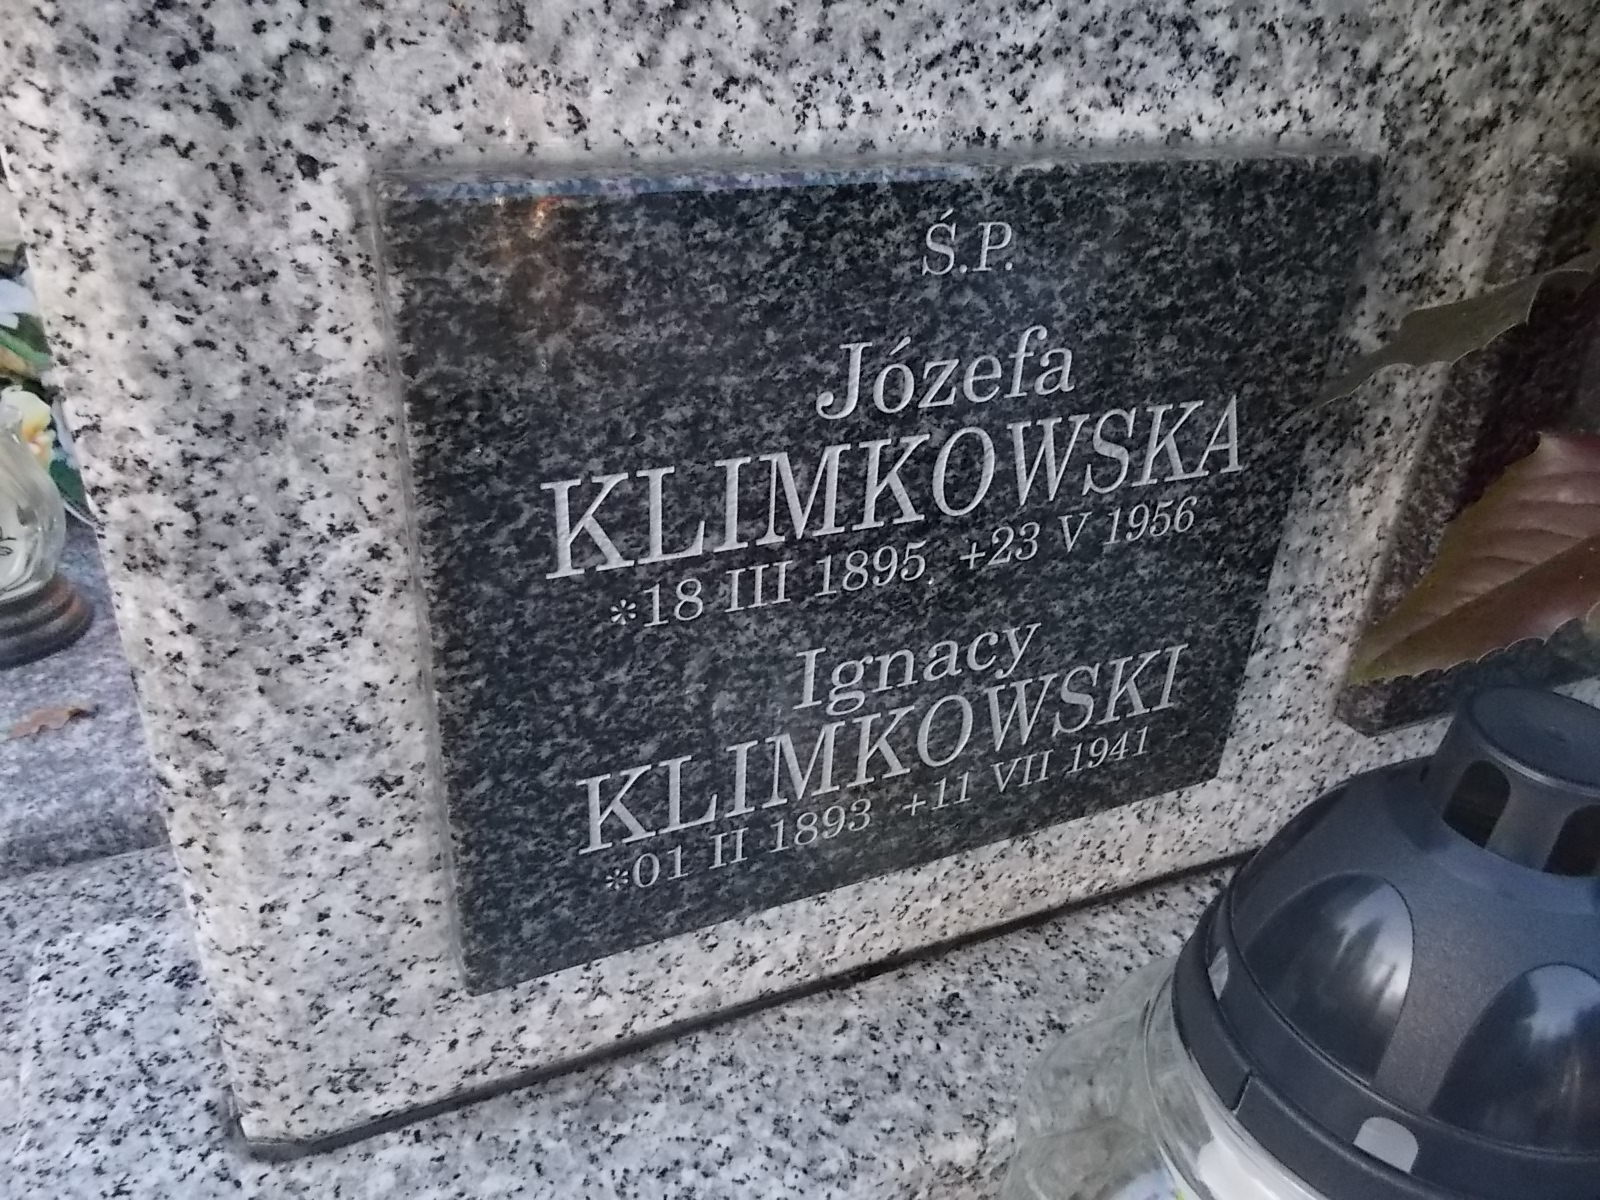 Ś.P.
Józefa
KLIMKOWSKA
*18 III 1895. +23 V 1956
Ignacy
KLIMKOWSKI
*01 II 1893 +11 VII 1941